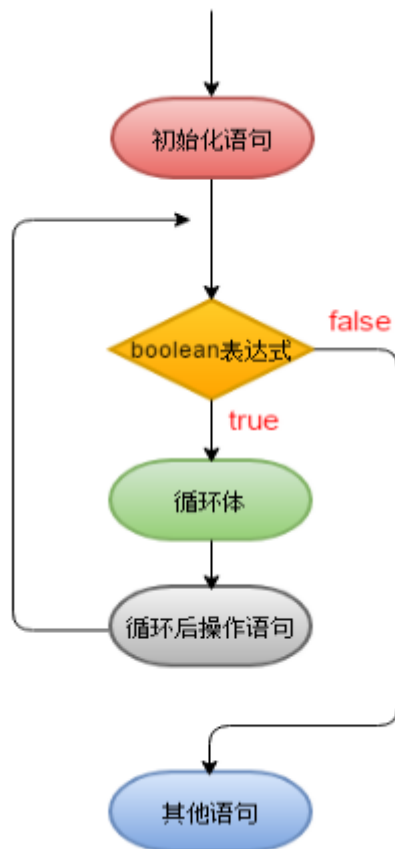 初始化语句
boolean表达式
false
true
循环体
循环后操作语句
其他语句